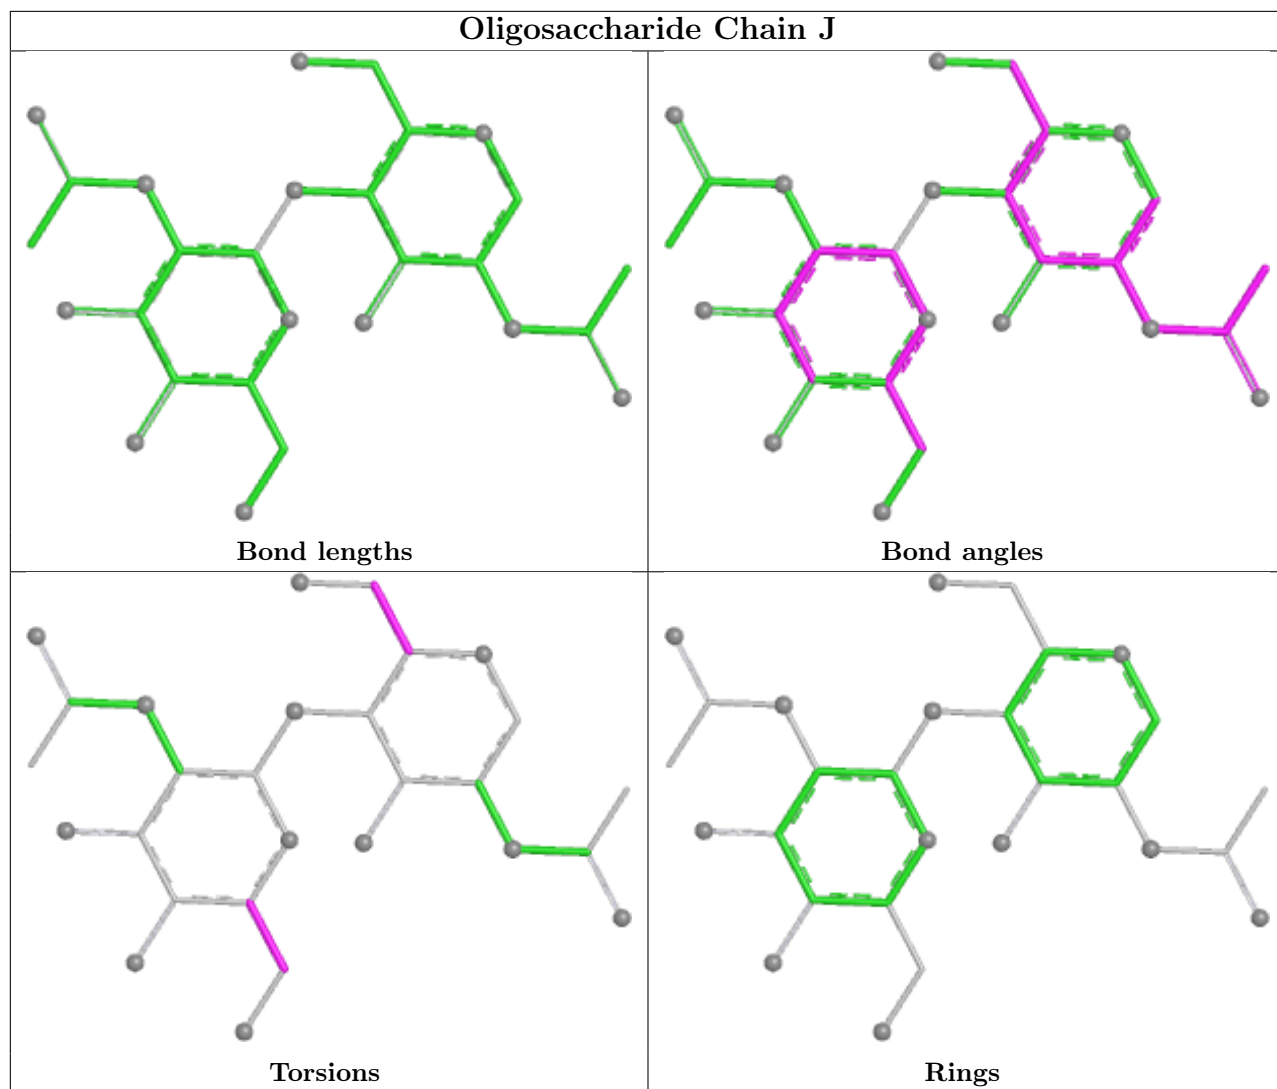 Oligosaccharide Chain J
Bond lengths
Bond angles
Torsions
Rings